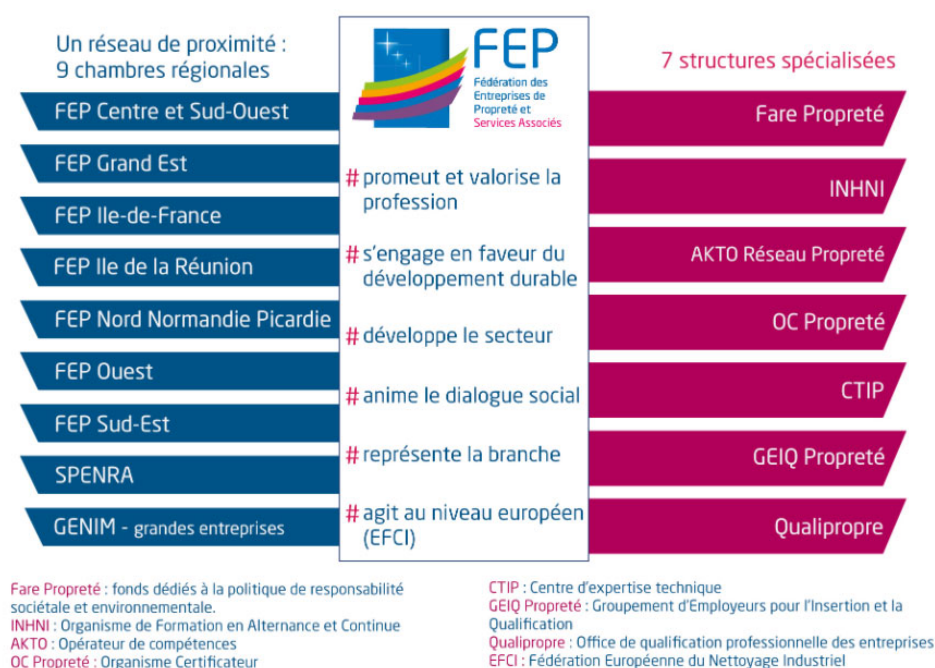 Un réseau de proximité :
9 chambres régionales
FEP Centre et Sud-Ouest
FEP Grand Est
FEP Ile-de-France
FEP Ile de la Réunion
FEP Nord Normandie Picardie
FEP Ouest
FEP Sud-Est
SPENRA
GENIM - grandes entreprises
FEP
Fédération des
Entreprises de
Propreté et
Services Associés
# promeut et valorise la
profession
# s'engage en faveur du
développement durable
# développe le secteur
# anime le dialogue social
# représente la branche
# agit au niveau européen
(EFCI)
7 structures spécialisées
Fare Propreté
INHNI
AKTO Réseau Propreté
OC Propreté
CTIP
GEIQ Propreté
Qualipropre
Fare Propreté : fonds dédiés à la politique de responsabilité
sociétale et environnementale.
INHNI : Organisme de Formation en Alternance et Continue
AKTO : Opérateur de compétences
OC Propreté : Organisme Certificateur
CTIP : Centre d'expertise technique
GEIQ Propreté : Groupement d'Employeurs pour l'Insertion et la
Qualification
Qualipropre : Office de qualification professionnelle des entreprises
EFCI : Fédération Européenne du Nettoyage Industriel